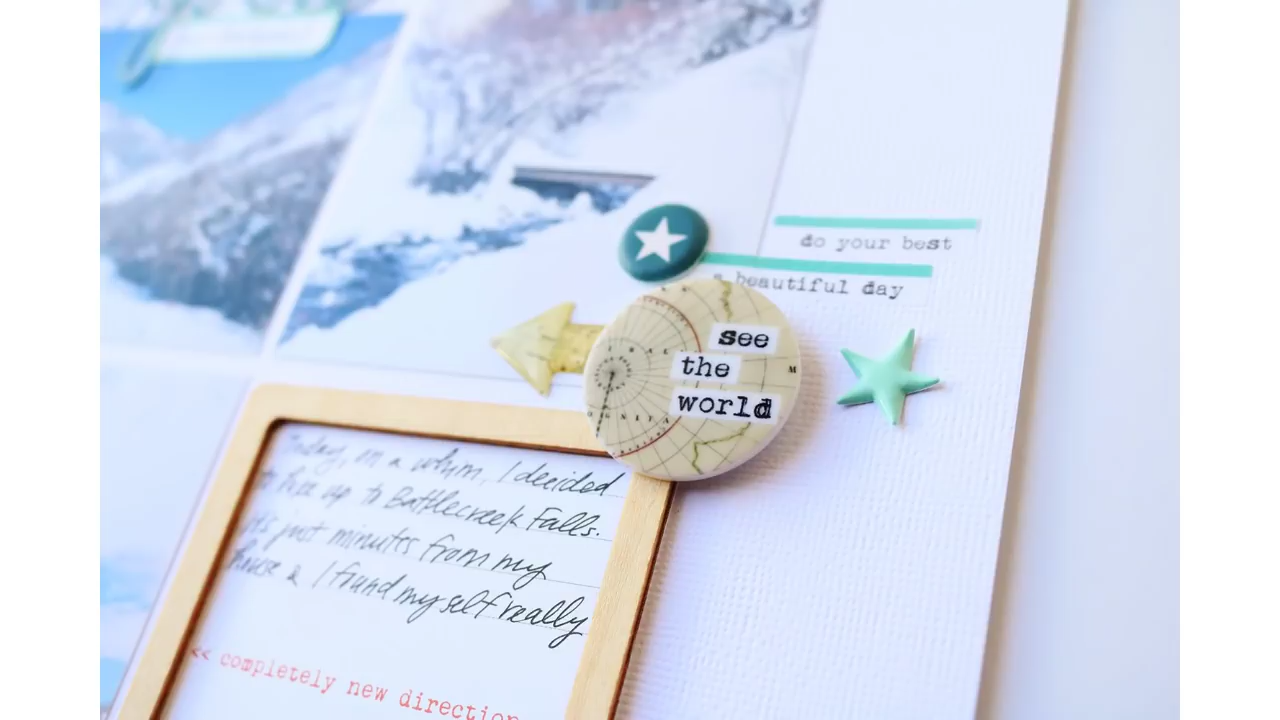 do your best
a beautiful day
see
the
world
M
Today, on a whim, I decided
to hike up to Battlecreek Falls.
It's just minutes from my
house & I found myself really
<< completely new direction